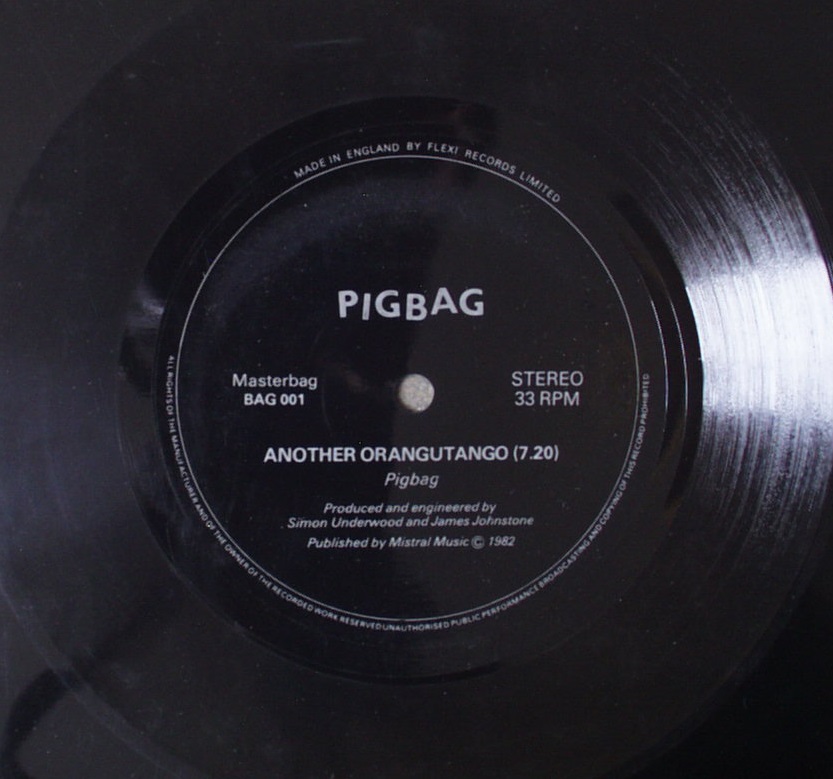 MADE IN ENGLAND BY FLEXI RECORDS LIMITED
PIGBAG
Masterbag
BAG 001
STEREO
33 RPM
ANOTHER ORANGUTANGO (7.20)
Pigbag
Produced and engineered by
Simon Underwood and James Johnstone
Published by Mistral Music © 1982
ALL RIGHTS OF THE MANUFACTURER AND OF THE OWNER OF THE RECORDED WORK RESERVED UNAUTHORISED PUBLIC PERFORMANCE BROADCASTING AND COPYING OF THIS RECORD PROHIBITED